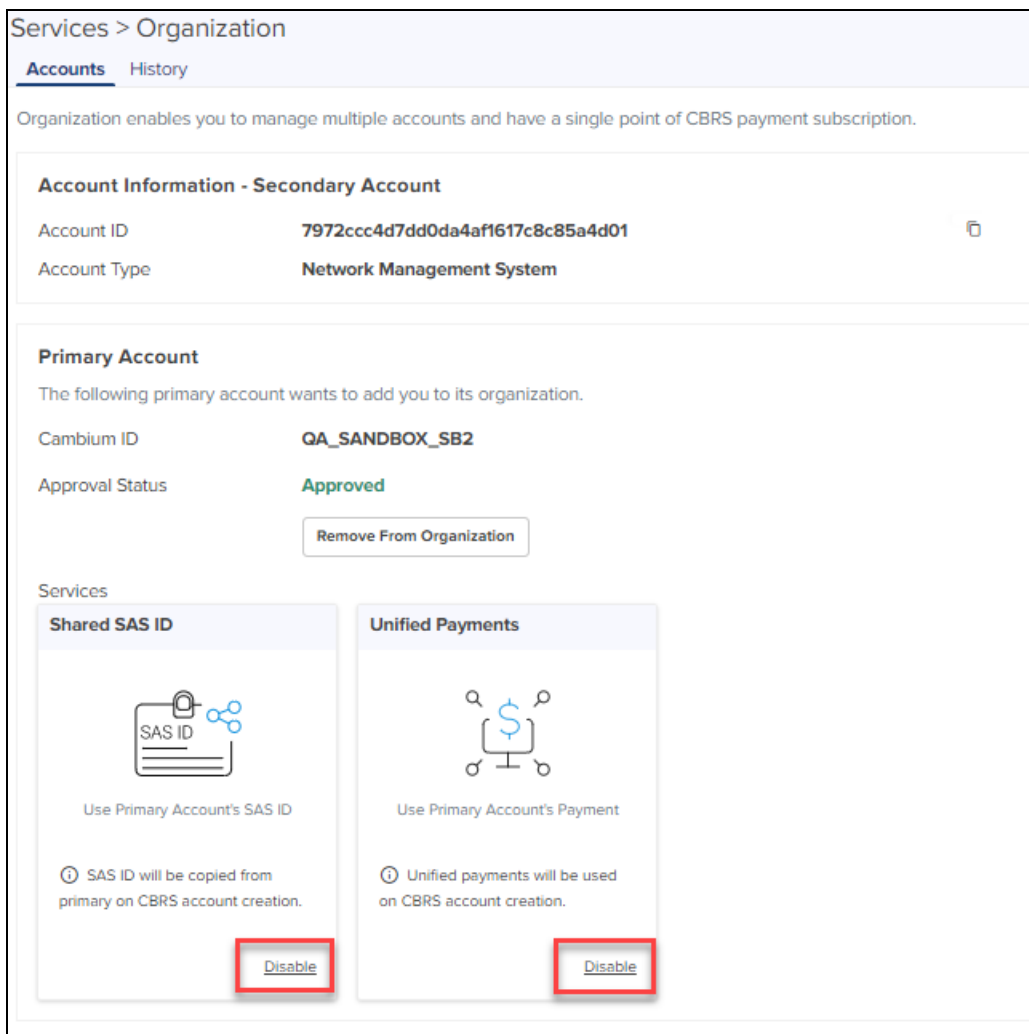 Services > Organization
Accounts History
Organization enables you to manage multiple accounts and have a single point of CBRS payment subscription.
Account Information - Secondary Account
Account ID 7972ccc4d7dd0da4af1617c8c85a4d01
Account Type Network Management System
Primary Account
The following primary account wants to add you to its organization.
Cambium ID QA_SANDBOX_SB2
Approval Status Approved
Remove From Organization
Services
Shared SAS ID
SAS ID
Use Primary Account's SAS ID
SAS ID will be copied from
primary on CBRS account creation.
Disable
Unified Payments
$
Use Primary Account's Payment
Unified payments will be used
on CBRS account creation.
Disable